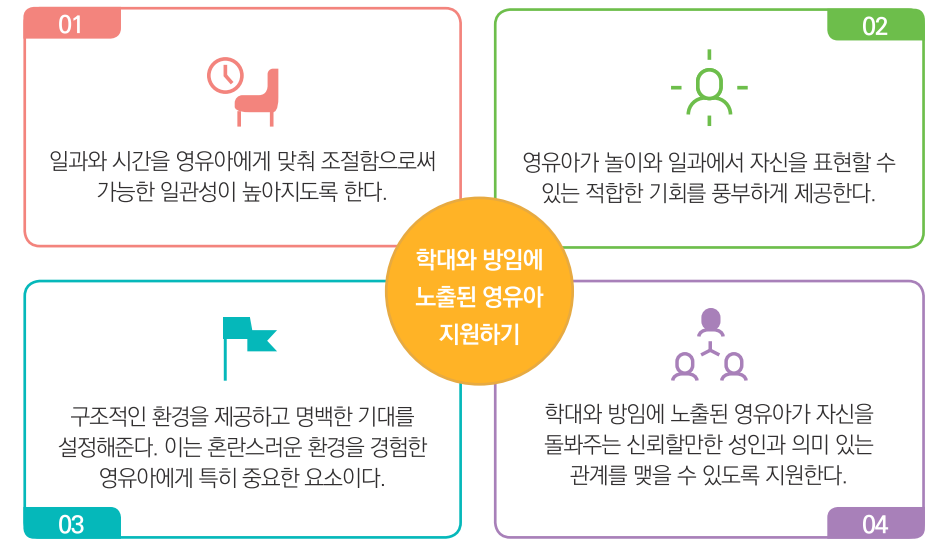 01
일과와 시간을 영유아에게 맞춰 조절함으로써
가능한 일관성이 높아지도록 한다.
02
영유아가 놀이와 일과에서 자신을 표현할 수
있는 적합한 기회를 풍부하게 제공한다.
학대와 방임에
노출된 영유아
지원하기
구조적인 환경을 제공하고 명백한 기대를
설정해준다. 이는 혼란스러운 환경을 경험한
영유아에게 특히 중요한 요소이다.
03
학대와 방임에 노출된 영유아가 자신을
돌봐주는 신뢰할만한 성인과 의미 있는
관계를 맺을 수 있도록 지원한다.
04